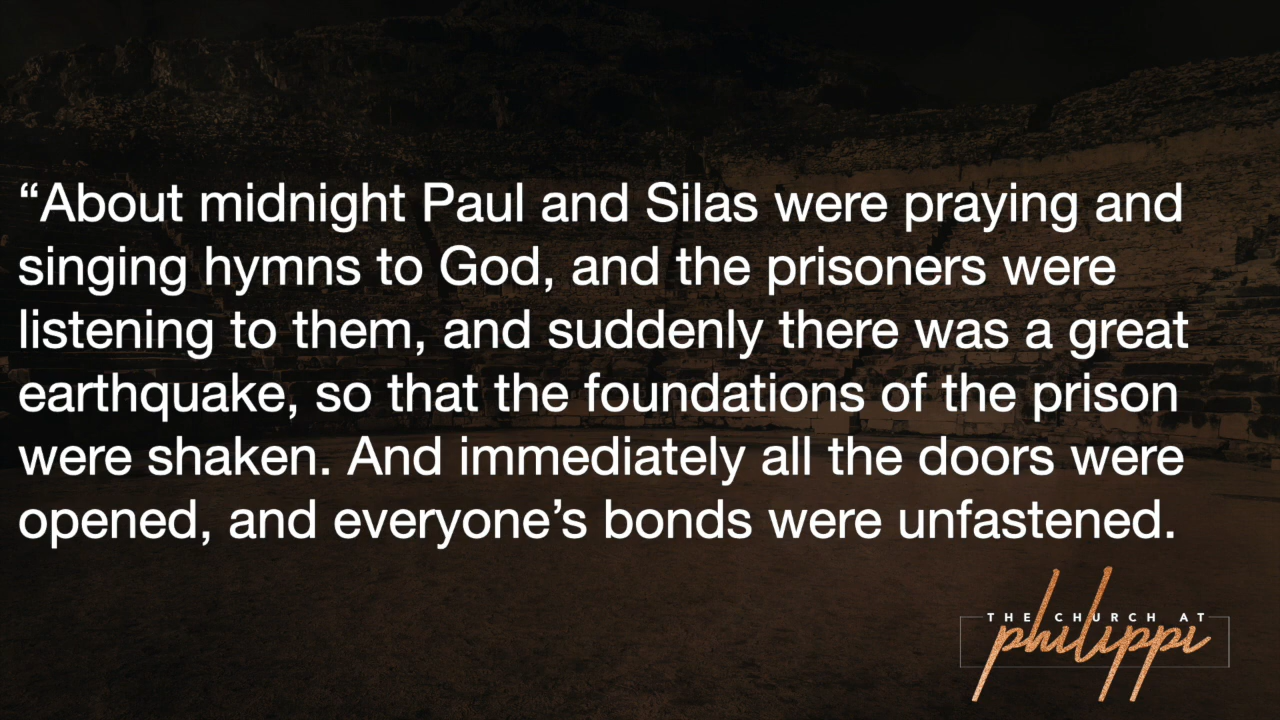 “About midnight Paul and Silas were praying and
singing hymns to God, and the prisoners were
listening to them, and suddenly there was a great
earthquake, so that the foundations of the prison
were shaken. And immediately all the doors were
opened, and everyone’s bonds were unfastened.
THE CHURCH AT
philippi